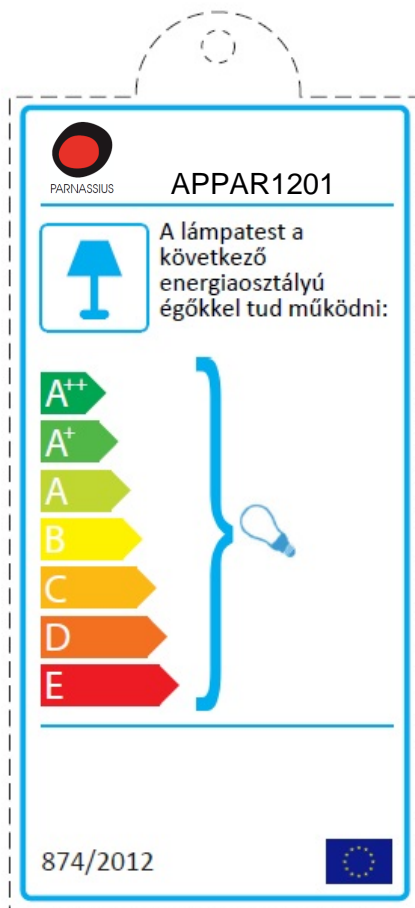 PARNASSIUS
APPAR1201
A lámpatest a
következő
energiaosztályú
égőkkel tud működni:
A++
A+
A
B
C
D
E
874/2012